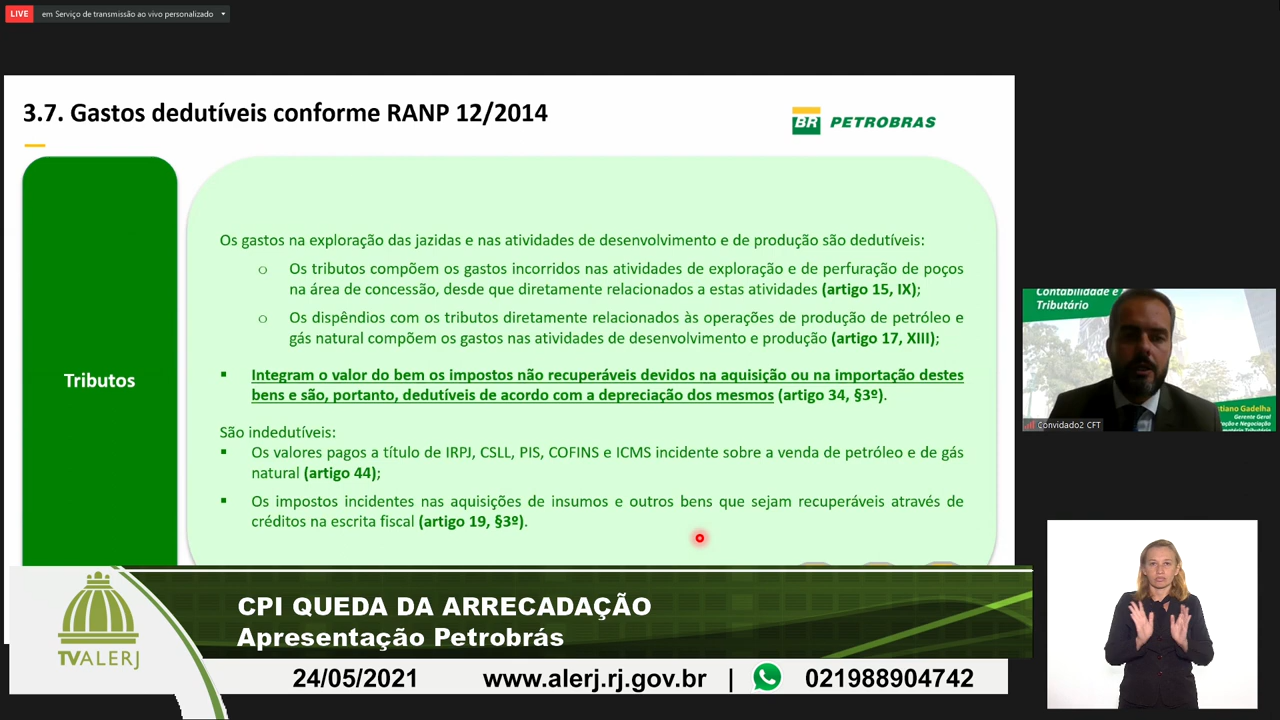 LIVE em Serviço de transmissão ao vivo personalizado
3.7. Gastos dedutíveis conforme RANP 12/2014
BR PETROBRAS
Tributos
Os gastos na exploração das jazidas e nas atividades de desenvolvimento e de produção são dedutíveis:
Os tributos compõem os gastos incorridos nas atividades de exploração e de perfuração de poços
na área de concessão, desde que diretamente relacionados a estas atividades (artigo 15, IX);
Os dispêndio com os tributos diretamente relacionados às operações de produção de petróleo e
gás natural compõem os gastos nas atividades de desenvolvimento e produção (artigo 17, XIII);
Integram o valor do bem os impostos não recuperáveis devidos na aquisição ou na importação destes
bens e são, portanto, dedutíveis de acordo com a depreciação dos mesmos (artigo 34, §3º).
São indedutíveis:
Os valores pagos a título de IRPJ, CSLL, PIS, COFINS e ICMS incidente sobre a venda de petróleo e de gás
natural (artigo 44);
Os impostos incidentes nas aquisições de insumos e outros bens que sejam recuperáveis através de
créditos na escrita fiscal (artigo 19, §3º).
Contabilidade e
Tributário
Gadelha
Gerente Geral
Negociação
Tributária
Convidado2 CFT
TVALERJ
CPI QUEDA DA ARRECADAÇÃO
Apresentação Petrobrás
24/05/2021 www.alerj.rj.gov.br | 021988904742